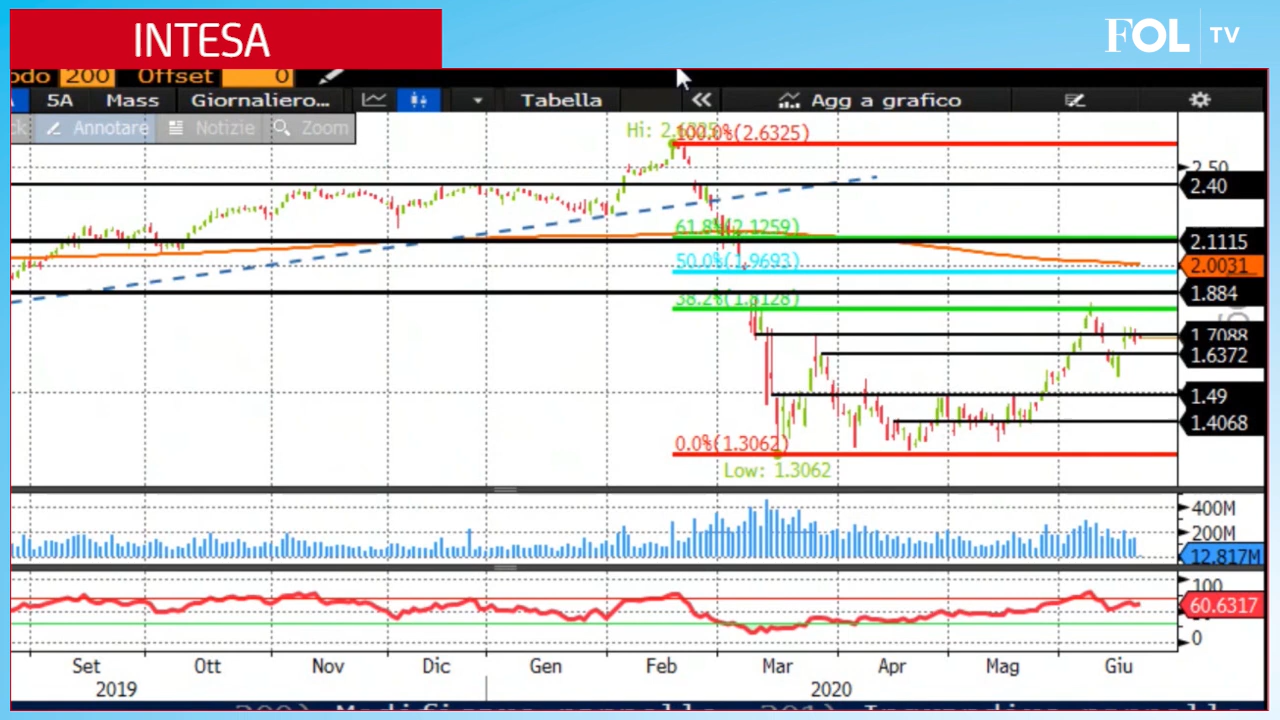 INTESA
FOL TV
odo 200 Offset 0
5A Mass Giornaliero... Tabella « Agg a grafico
Annotare Notizie Zoom
Hi:
100.0%(2.6325)
2.50
2.40
61.8%(2.1259)
2.1115
50.0%(1.9693)
2.0031
38.2%(1.8128)
1.884
1.7088
1.6372
1.49
1.4068
0.0%(1.3062)
Low: 1.3062
400M
200M
12.817M
100
60.6317
0
Set Ott Nov Dic Gen Feb Mar Apr Mag Giu
2019 2020